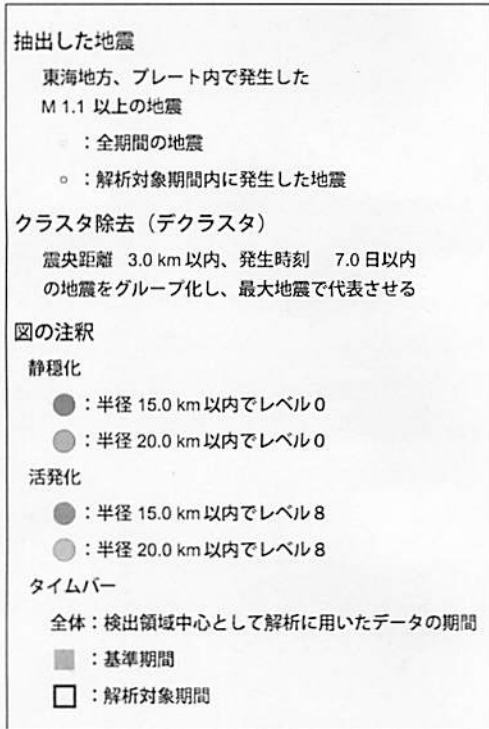 抽出した地震
東海地方、プレート内で発生した
M 1.1 以上の地震
：全期間の地震
：解析対象期間内に発生した地震
クラスタ除去（デクラスタ）
震央距離 3.0 km 以内、発生時刻 7.0 日以内
の地震をグループ化し、最大地震で代表させる
図の注釈
静穏化
：半径 15.0 km 以内でレベル 0
：半径 20.0 km 以内でレベル 0
活発化
：半径 15.0 km 以内でレベル 8
：半径 20.0 km 以内でレベル 8
タイムバー
全体：検出領域中心として解析に用いたデータの期間
：基準期間
：解析対象期間